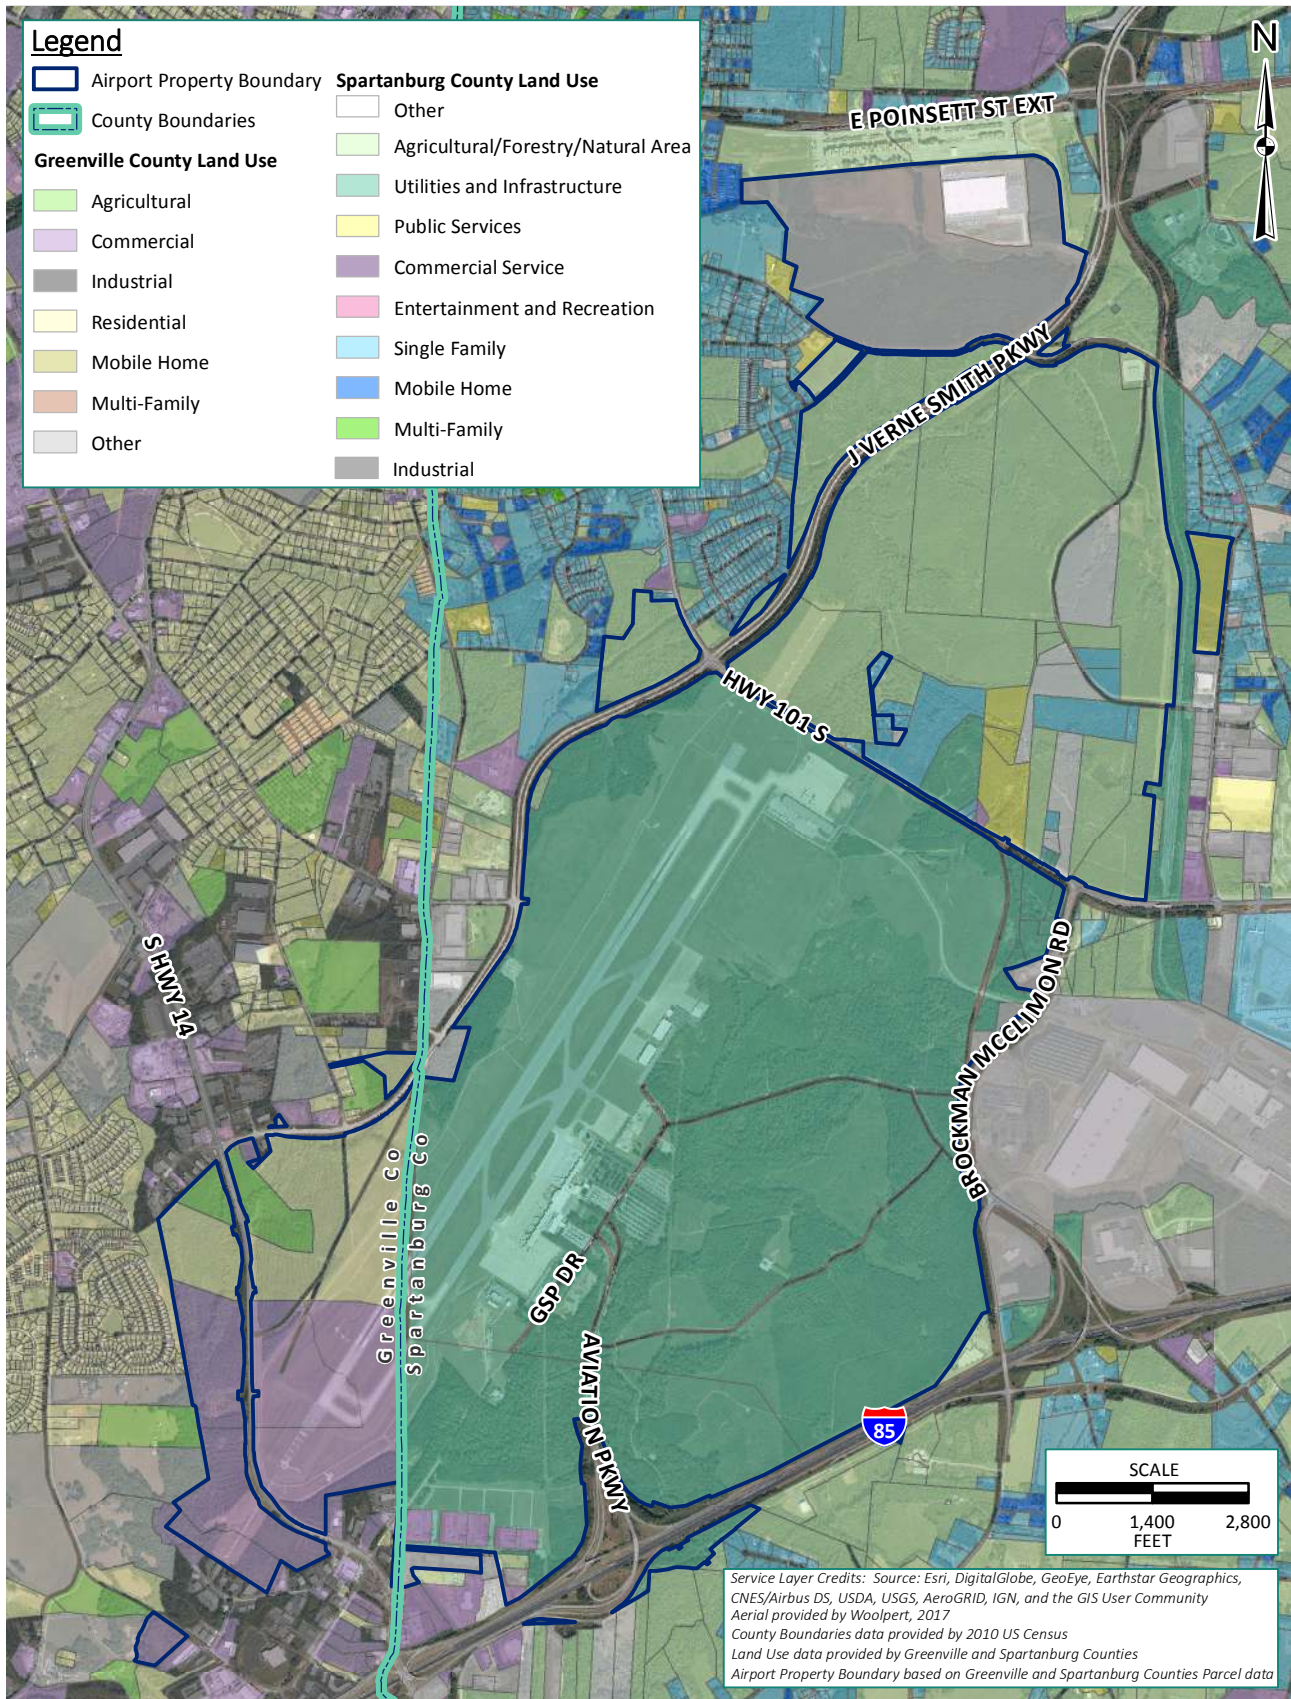 Legend
Airport Property Boundary
County Boundaries
Greenville County Land Use
Agricultural
Commercial
Industrial
Residential
Mobile Home
Multi-Family
Other
Spartanburg County Land Use
Other
Agricultural/Forestry/Natural Area
Utilities and Infrastructure
Public Services
Commercial Service
Entertainment and Recreation
Single Family
Mobile Home
Multi-Family
Industrial
N
E POINSETT ST EXT
J VERNE SMITH PKWY
HWY 101 S
S HWY 14
BROCKMAN MCCLIMON RD
Greenville Co
Spartanburg Co
GSP DR
AVIATION PKWY
85
SCALE
0 1,400 2,800
FEET
Service Layer Credits: Source: Esri, DigitalGlobe, GeoEye, Earthstar Geographics,
CNES/Airbus DS, USDA, USGS, AeroGRID, IGN, and the GIS User Community
Aerial provided by Woolpert, 2017
County Boundaries data provided by 2010 US Census
Land Use data provided by Greenville and Spartanburg Counties
Airport Property Boundary based on Greenville and Spartanburg Counties Parcel data